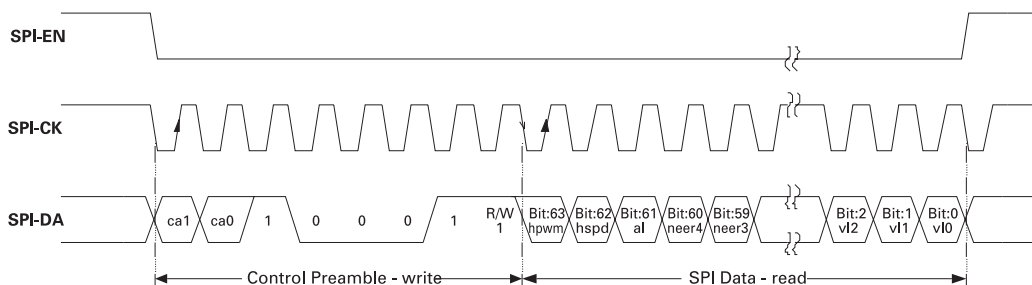 SPI-EN
SPI-CK
SPI-DA
ca1 ca0 1 0 0 0 1 R/W 1
Bit:63 Bit:62 Bit:61 Bit:60 Bit:59 Bit:2 Bit:1 Bit:0
hpwm hspd al neer4 neer3 vl2 vl1 vl0
Control Preamble - write SPI Data - read